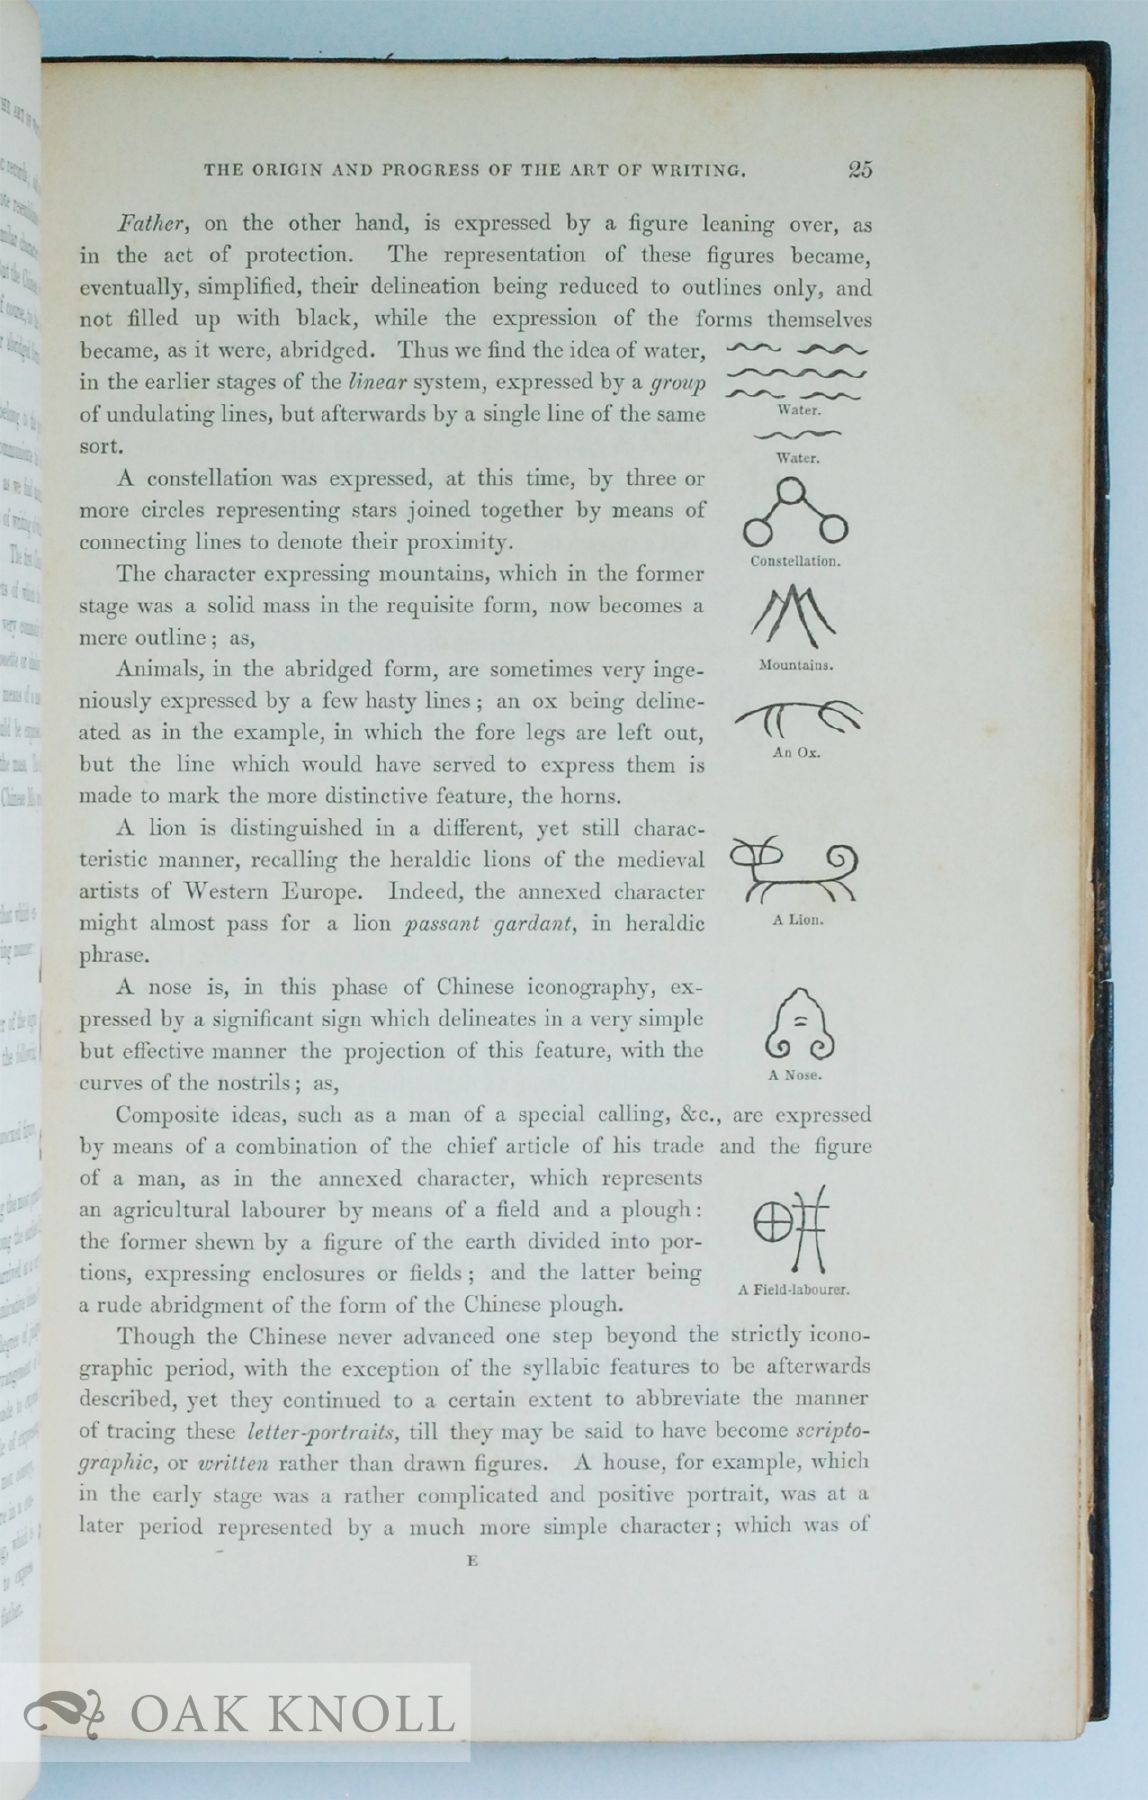 THE ORIGIN AND PROGRESS OF THE ART OF WRITING. 25
Father, on the other hand, is expressed by a figure leaning over, as
in the act of protection. The representation of these figures became,
eventually, simplified, their delineation being reduced to outlines only, and
not filled up with black, while the expression of the forms themselves
became, as it were, abridged. Thus we find the idea of water,
in the earlier stages of the linear system, expressed by a group
of undulating lines, but afterwards by a single line of the same
sort.
Water.
Water.
A constellation was expressed, at this time, by three or
more circles representing stars joined together by means of
connecting lines to denote their proximity.
Constellation.
The character expressing mountains, which in the former
stage was a solid mass in the requisite form, now becomes a
mere outline; as,
Mountains.
Animals, in the abridged form, are sometimes very inge-
niously expressed by a few hasty lines; an ox being deline-
ated as in the example, in which the fore legs are left out,
but the line which would have served to express them is
made to mark the more distinctive feature, the horns.
An Ox.
A lion is distinguished in a different, yet still charac-
teristic manner, recalling the heraldic lions of the medieval
artists of Western Europe. Indeed, the annexed character
might almost pass for a lion passant gardant, in heraldic
phrase.
A Lion.
A nose is, in this phase of Chinese iconography, ex-
pressed by a significant sign which delineates in a very simple
but effective manner the projection of this feature, with the
curves of the nostrils; as,
A Nose.
Composite ideas, such as a man of a special calling, &c., are expressed
by means of a combination of the chief article of his trade and the figure
of a man, as in the annexed character, which represents
an agricultural labourer by means of a field and a plough:
the former shewn by a figure of the earth divided into por-
tions, expressing enclosures or fields; and the latter being
a rude abridgment of the form of the Chinese plough.
A Field-labourer.
Though the Chinese never advanced one step beyond the strictly icono-
graphic period, with the exception of the syllabic features to be afterwards
described, yet they continued to a certain extent to abbreviate the manner
of tracing these letter-portraits, till they may be said to have become scripto-
graphic, or written rather than drawn figures. A house, for example, which
in the early stage was a rather complicated and positive portrait, was at a
later period represented by a much more simple character; which was of
E
OAK KNOLL